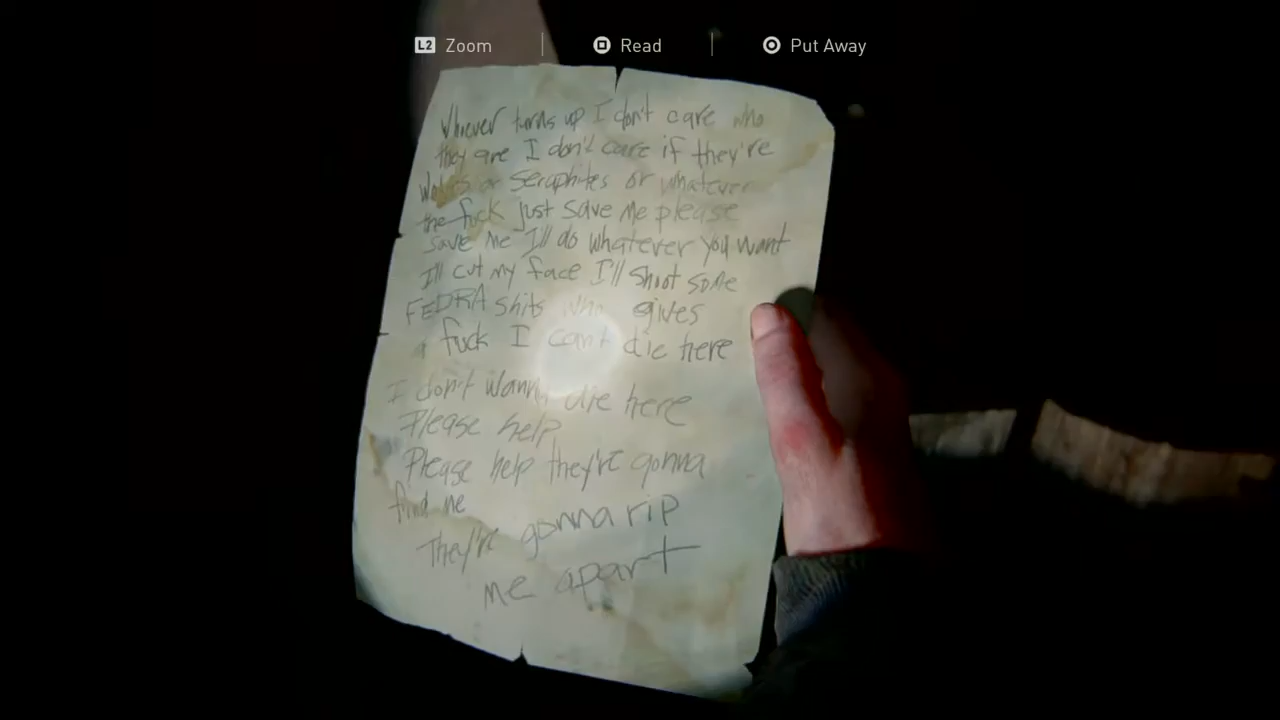 L2 Zoom Read Put Away
Whoever turns up I don't care who
they are I don't care if they're
Wolves or Seraphites or whatever
the fuck just save me please
save me I'll do whatever you want
I'll cut my face I'll shoot some
FEDRA shits who gives
a fuck I can't die here
I don't wanna die here
Please help
Please help they're gonna
find me
They're gonna rip
me apart